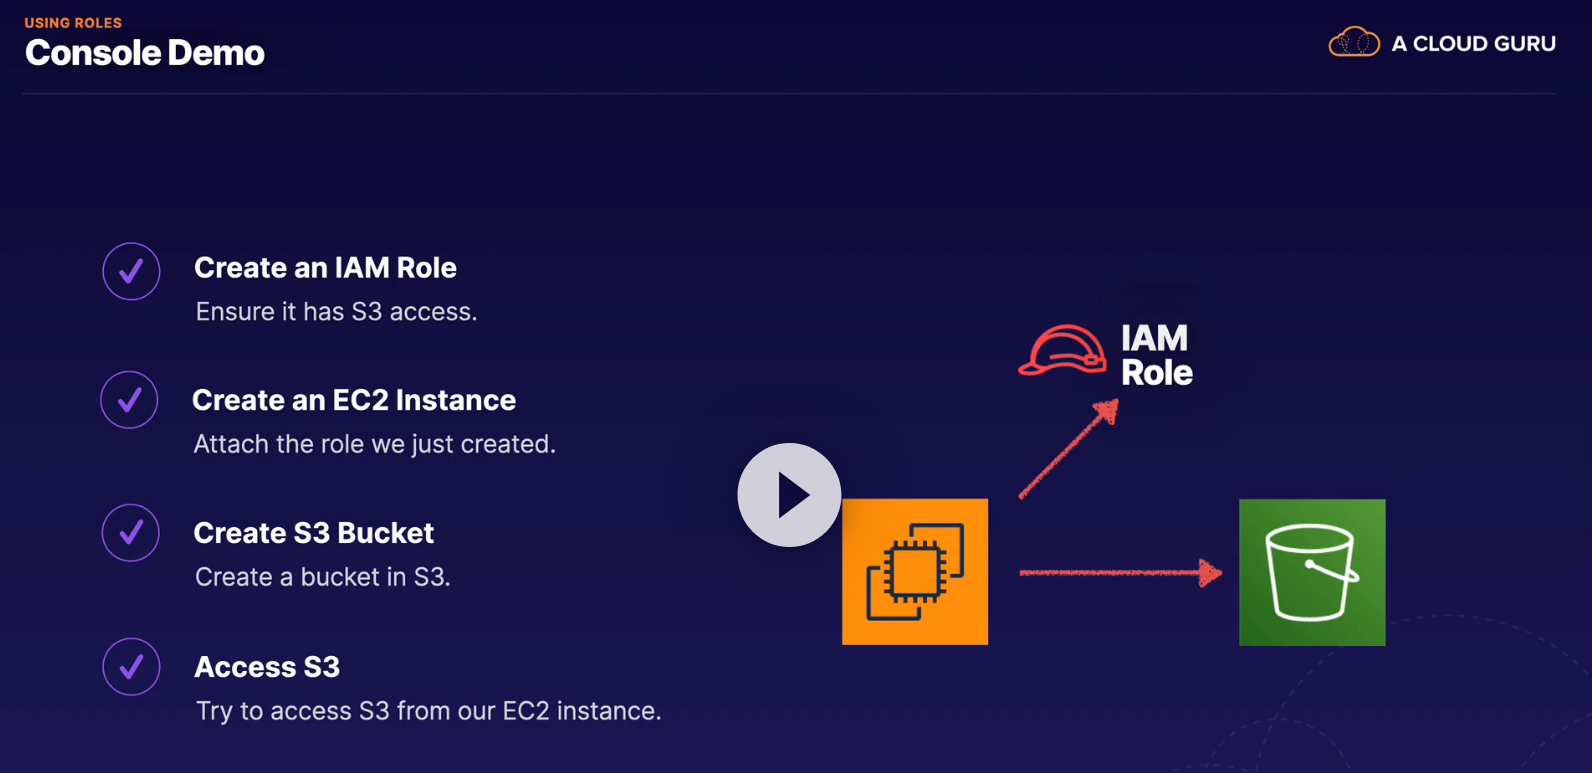 USING ROLES
Console Demo
A CLOUD GURU
Create an IAM Role
Ensure it has S3 access.
Create an EC2 Instance
Attach the role we just created.
Create S3 Bucket
Create a bucket in S3.
Access S3
Try to access S3 from our EC2 instance.
IAM
Role